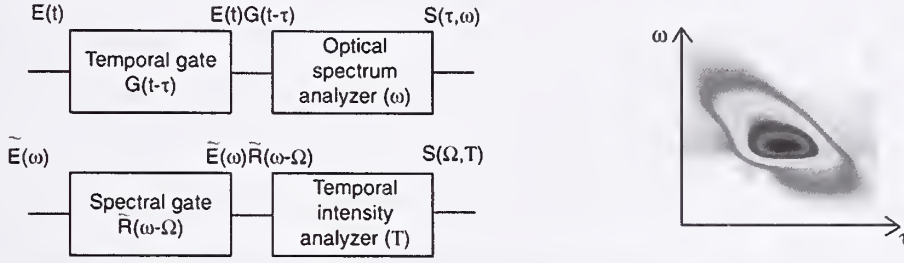 E(t)
E(t)G(t-τ)
S(τ,ω)
Temporal gate
G(t-τ)
Optical
spectrum
analyzer (ω)
Ẽ(ω)
Ẽ(ω)R̃(ω-Ω)
S(Ω,T)
Spectral gate
R̃(ω-Ω)
Temporal
intensity
analyzer (T)
ω
τ